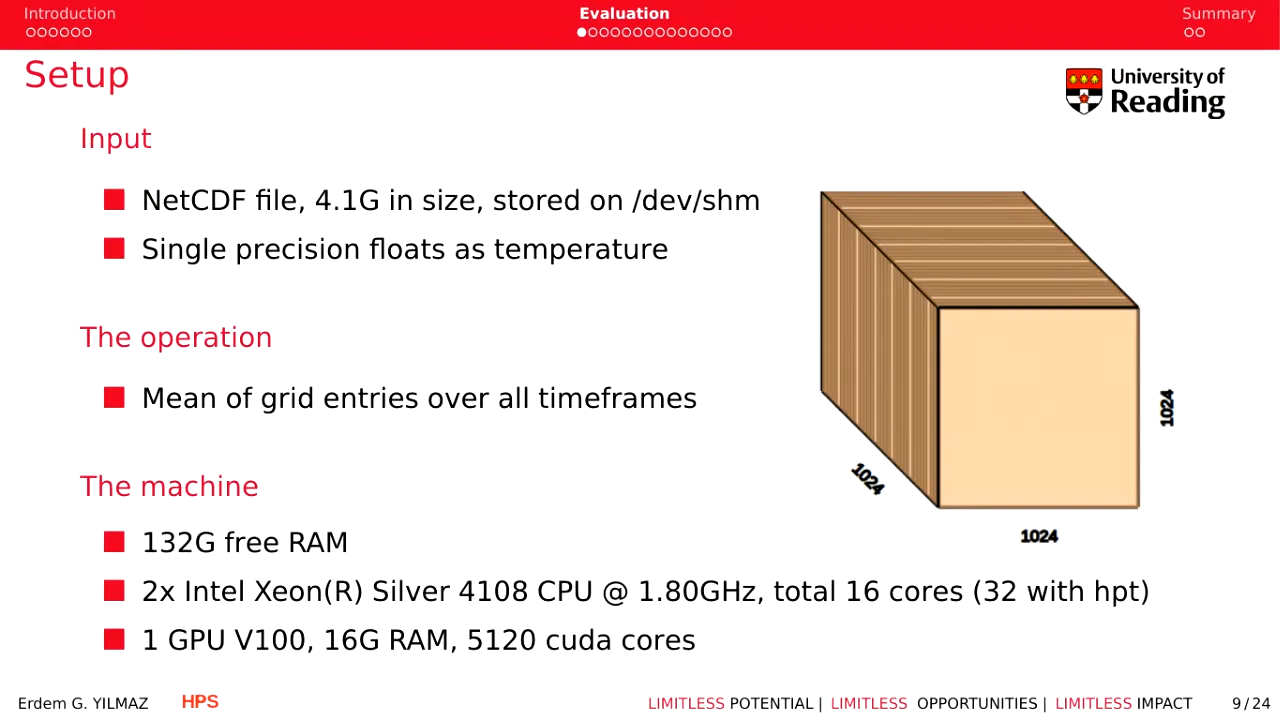 Introduction
Evaluation
Summary
Setup
University of
Reading
Input
NetCDF file, 4.1G in size, stored on /dev/shm
Single precision floats as temperature
The operation
Mean of grid entries over all timeframes
1024
1024
1024
The machine
132G free RAM
2x Intel Xeon(R) Silver 4108 CPU @ 1.80GHz, total 16 cores (32 with hpt)
1 GPU V100, 16G RAM, 5120 cuda cores
Erdem G. YILMAZ HPS LIMITLESS POTENTIAL | LIMITLESS OPPORTUNITIES | LIMITLESS IMPACT 9/24